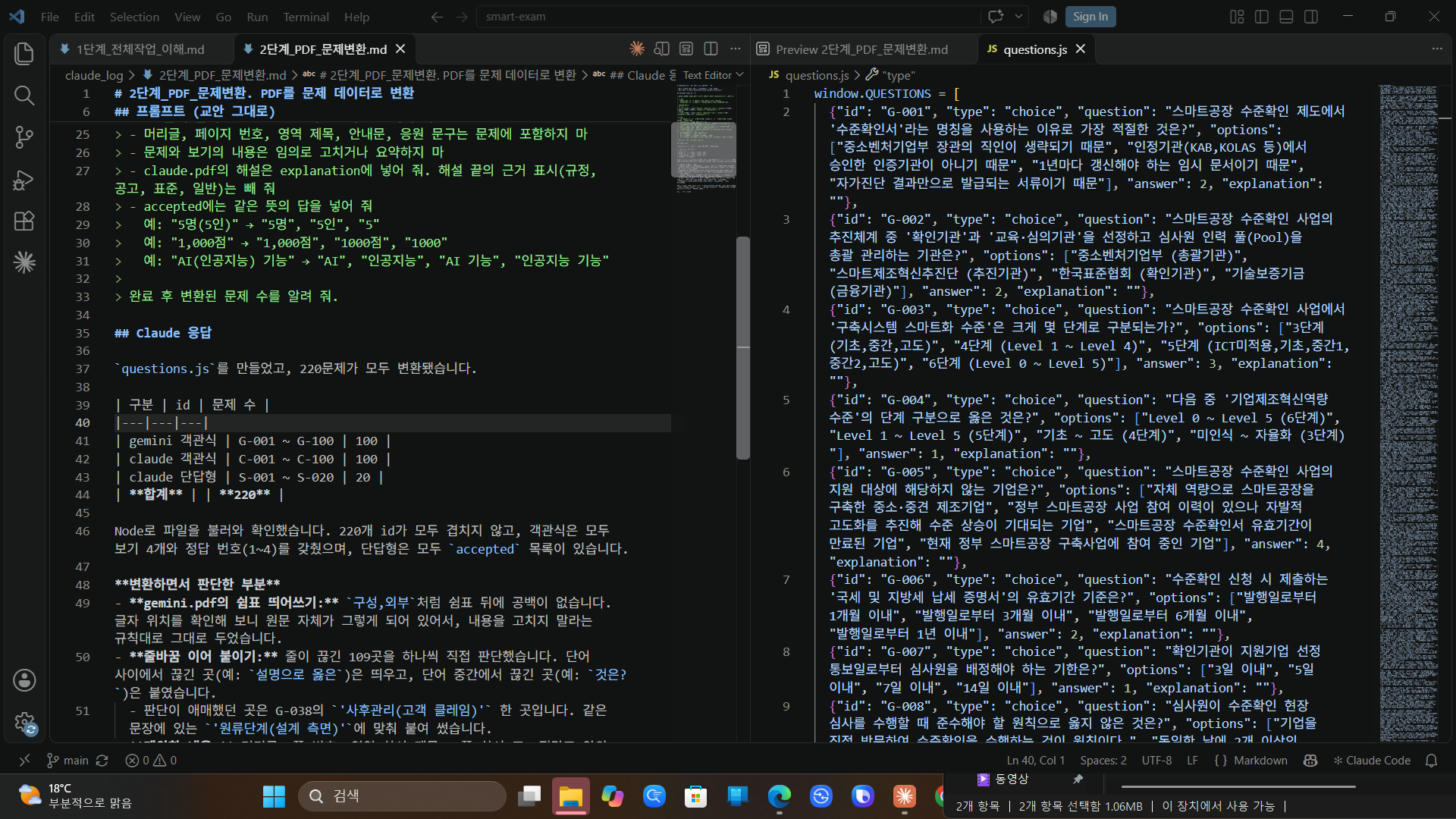 File Edit Selection View Go Run Terminal Help
smart-exam
Sign In
1단계_전체작업_이해.md
2단계_PDF_문제변환.md
claude_log > 2단계_PDF_문제변환.md > # 2단계_PDF_문제변환. PDF를 문제 데이터로 변환 > ## Claude 응
Text Editor
1 # 2단계_PDF_문제변환. PDF를 문제 데이터로 변환
6 ## 프롬프트 (교안 그대로)
25 > - 머리글, 페이지 번호, 영역 제목, 안내문, 응원 문구는 문제에 포함하지 마
26 > - 문제와 보기의 내용은 임의로 고치거나 요약하지 마
27 > - claude.pdf의 해설은 explanation에 넣어 줘. 해설 끝의 근거 표시(규정,
공고, 표준, 일반)는 빼 줘
28 > - accepted에는 같은 뜻의 답을 넣어 줘
29 > 예: "5명(5인)" → "5명", "5인", "5"
30 > 예: "1,000점" → "1,000점", "1000점", "1000"
31 > 예: "AI(인공지능) 기능" → "AI", "인공지능", "AI 기능", "인공지능 기능"
32 >
33 > 완료 후 변환된 문제 수를 알려 줘.
34
35 ## Claude 응답
36
37 `questions.js`를 만들었고, 220문제가 모두 변환됐습니다.
38
39 | 구분 | id | 문제 수 |
40 |---|---|---|
41 | gemini 객관식 | G-001 ~ G-100 | 100 |
42 | claude 객관식 | C-001 ~ C-100 | 100 |
43 | claude 단답형 | S-001 ~ S-020 | 20 |
44 | **합계** | | **220** |
45
46 Node로 파일을 불러와 확인했습니다. 220개 id가 모두 겹치지 않고, 객관식은 모두
보기 4개와 정답 번호(1~4)를 갖췄으며, 단답형은 모두 `accepted` 목록이 있습니다.
47
48 **변환하면서 판단한 부분**
49 - **gemini.pdf의 쉼표 띄어쓰기:** `구성,외부`처럼 쉼표 뒤에 공백이 없습니다.
글자 위치를 확인해 보니 원문 자체가 그렇게 되어 있어서, 내용을 고치지 말라는
규칙대로 그대로 두었습니다.
50 - **줄바꿈 이어 붙이기:** 줄이 끊긴 109곳을 하나씩 직접 판단했습니다. 단어
사이에서 끊긴 곳(예: `설명으로 옳은`)은 띄우고, 단어 중간에서 끊긴 곳(예: `것은?
`)은 붙였습니다.
51 - 판단이 애매했던 곳은 G-038의 `'사후관리(고객 클레임)'` 한 곳입니다. 같은
문장에 있는 `'원류단계(설계 측면)'`에 맞춰 붙여 썼습니다.
Preview 2단계_PDF_문제변환.md
JS questions.js
JS questions.js > "type"
1 window.QUESTIONS = [
2 {"id": "G-001", "type": "choice", "question": "스마트공장 수준확인 제도에서
'수준확인서'라는 명칭을 사용하는 이유로 가장 적절한 것은?", "options":
["중소벤처기업부 장관의 직인이 생략되기 때문", "인정기관(KAB,KOLAS 등)에서
승인한 인증기관이 아니기 때문", "1년마다 갱신해야 하는 임시 문서이기 때문",
"자가진단 결과만으로 발급되는 서류이기 때문"], "answer": 2, "explanation":
""},
3 {"id": "G-002", "type": "choice", "question": "스마트공장 수준확인 사업의
추진체계 중 '확인기관'과 '교육·심의기관'을 선정하고 심사원 인력 풀(Pool)을
총괄 관리하는 기관은?", "options": ["중소벤처기업부 (총괄기관)",
"스마트제조혁신추진단 (추진기관)", "한국표준협회 (확인기관)", "기술보증기금
(금융기관)"], "answer": 2, "explanation": ""},
4 {"id": "G-003", "type": "choice", "question": "스마트공장 수준확인 사업에서
'구축시스템 스마트화 수준'은 크게 몇 단계로 구분되는가?", "options": ["3단계
(기초,중간,고도)", "4단계 (Level 1 ~ Level 4)", "5단계 (ICT미적용,기초,중간1,
중간2,고도)", "6단계 (Level 0 ~ Level 5)"], "answer": 3, "explanation":
""},
5 {"id": "G-004", "type": "choice", "question": "다음 중 '기업제조혁신역량
수준'의 단계 구분으로 옳은 것은?", "options": ["Level 0 ~ Level 5 (6단계)",
"Level 1 ~ Level 5 (5단계)", "기초 ~ 고도 (4단계)", "미인식 ~ 자율화 (3단계)
"], "answer": 1, "explanation": ""},
6 {"id": "G-005", "type": "choice", "question": "스마트공장 수준확인 사업의
지원 대상에 해당하지 않는 기업은?", "options": ["자체 역량으로 스마트공장을
구축한 중소·중견 제조기업", "정부 스마트공장 사업 참여 이력이 있으나 자발적
고도화를 추진해 수준 상승이 기대되는 기업", "스마트공장 수준확인서 유효기간이
만료된 기업", "현재 정부 스마트공장 구축사업에 참여 중인 기업"], "answer": 4,
"explanation": ""},
7 {"id": "G-006", "type": "choice", "question": "수준확인 신청 시 제출하는
'국세 및 지방세 납세 증명서'의 유효기간 기준은?", "options": ["발행일로부터
1개월 이내", "발행일로부터 3개월 이내", "발행일로부터 6개월 이내",
"발행일로부터 1년 이내"], "answer": 2, "explanation": ""},
8 {"id": "G-007", "type": "choice", "question": "확인기관이 지원기업 선정
통보일로부터 심사원을 배정해야 하는 기한은?", "options": ["3일 이내", "5일
이내", "7일 이내", "14일 이내"], "answer": 1, "explanation": ""},
9 {"id": "G-008", "type": "choice", "question": "심사원이 수준확인 현장
심사를 수행할 때 준수해야 할 원칙으로 옳지 않은 것은?", "options": ["기업을
main
0 0
Ln 40, Col 1 Spaces: 2 UTF-8 LF { } Markdown Claude Code
18°C
부분적으로 맑음
검색
동영상
2개 항목 | 2개 항목 선택함 1.06MB | 이 장치에서 사용 가능 |